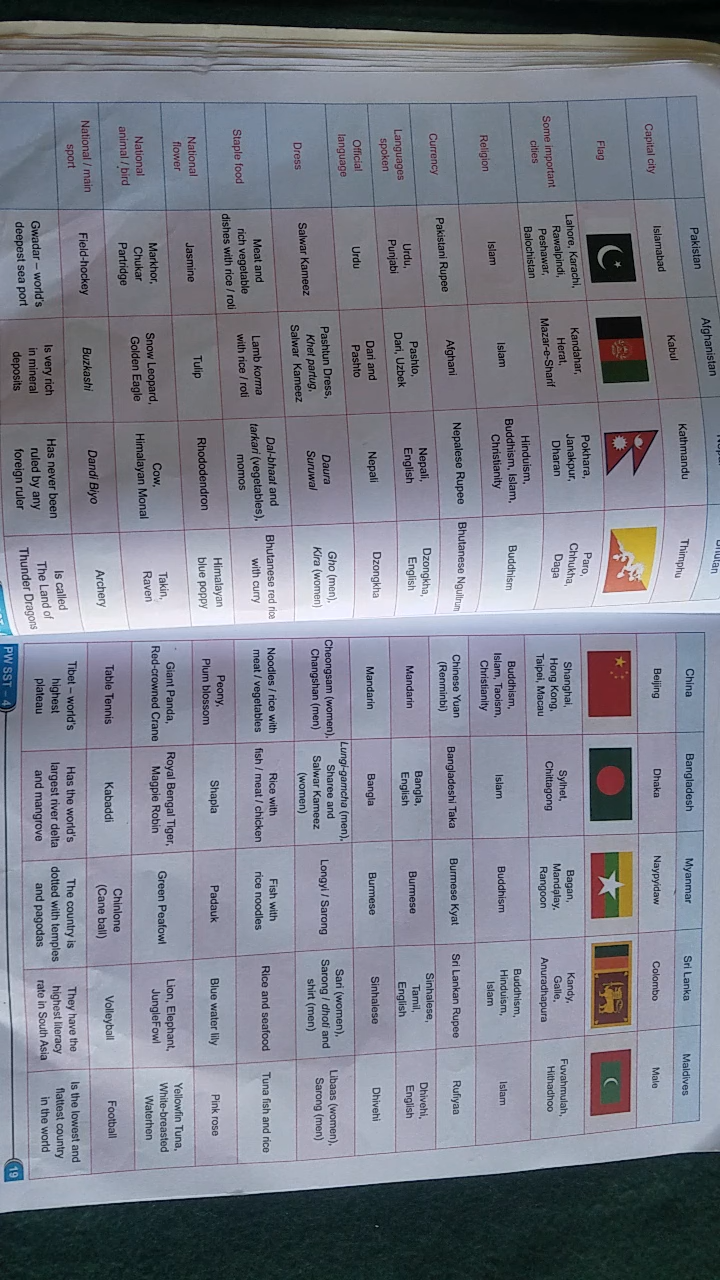 Pakistan
Afghanistan
China
Bangladesh
Myanmar
Sri Lanka
Maldives
Capital city
Islamabad
Kabul
Kathmandu
Thimphu
Beijing
Dhaka
Naypyidaw
Colombo
Male
Flag
Some important
cities
Lahore, Karachi,
Rawalpindi,
Peshawar,
Balochistan
Kandahar,
Herat,
Mazar-e-Sharif
Pokhara,
Janakpur,
Dharan
Paro,
Chhukha,
Daga
Shanghai,
Hong Kong,
Taipei, Macau
Sylhet,
Chittagong
Bagan,
Mandalay,
Rangoon
Kandy,
Galle,
Anuradhapura
Fuvahmulah,
Hithadhoo
Religion
Islam
Islam
Hinduism,
Buddhism, Islam,
Christianity
Buddhism
Buddhism,
Islam, Taoism,
Christianity
Islam
Buddhism
Buddhism,
Hinduism,
Islam
Islam
Currency
Pakistani Rupee
Afghani
Nepalese Rupee
Bhutanese Ngultrum
Chinese Yuan
(Renminbi)
Bangladeshi Taka
Burmese Kyat
Sri Lankan Rupee
Rufiyaa
Languages
spoken
Urdu,
Punjabi
Pashto,
Dari, Uzbek
Nepali,
English
Dzongkha,
English
Mandarin
Bangla,
English
Burmese
Sinhalese,
Tamil,
English
Dhivehi,
English
Official
language
Urdu
Dari and
Pashto
Nepali
Dzongkha
Mandarin
Bangla
Burmese
Sinhalese
Dhivehi
Dress
Salwar Kameez
Pashtun Dress,
Khet partug,
Salwar Kameez
Daura
Suruwal
Gho (men),
Kira (women)
Cheongsam (women),
Changshan (men)
Lungi-gamcha (men),
Sharee and
Salwar Kameez
(women)
Longyi / Sarong
Sari (women),
Sarong / dhoti and
shirt (men)
Libaas (women),
Sarong (men)
Staple food
Meat and
rich vegetable
dishes with rice / roti
Lamb korma
with rice / roti
Dal-bhaat and
tarkari (vegetables),
momos
Bhutanese red rice
with curry
Noodles / rice with
meat / vegetables
Rice with
fish / meat / chicken
Fish with
rice noodles
Rice and seafood
Tuna fish and rice
National
flower
Jasmine
Tulip
Rhododendron
Himalayan
blue poppy
Peony,
Plum blossom
Shapla
Padauk
Blue water lily
Pink rose
National
animal / bird
Markhor,
Chukar
Partridge
Snow Leopard,
Golden Eagle
Cow,
Himalayan Monal
Takin,
Raven
Giant Panda,
Red-crowned Crane
Royal Bengal Tiger,
Magpie Robin
Green Peafowl
Lion, Elephant,
JungleFowl
Yellowfin Tuna,
White-breasted
Waterhen
National / main
sport
Field-hockey
Buzkashi
Dandi Biyo
Archery
Table Tennis
Kabaddi
Chinlone
(Cane ball)
Volleyball
Football
Gwadar – world's
deepest sea port
Is very rich
in mineral
deposits
Has never been
ruled by any
foreign ruler
Is called
The Land of
Thunder Dragons
Tibet – world's
highest
plateau
Has the world's
largest river delta
and mangrove
The country is
dotted with temples
and pagodas
They have the
highest literacy
rate in South Asia
Is the lowest and
flattest country
in the world
PW SST – 4
19